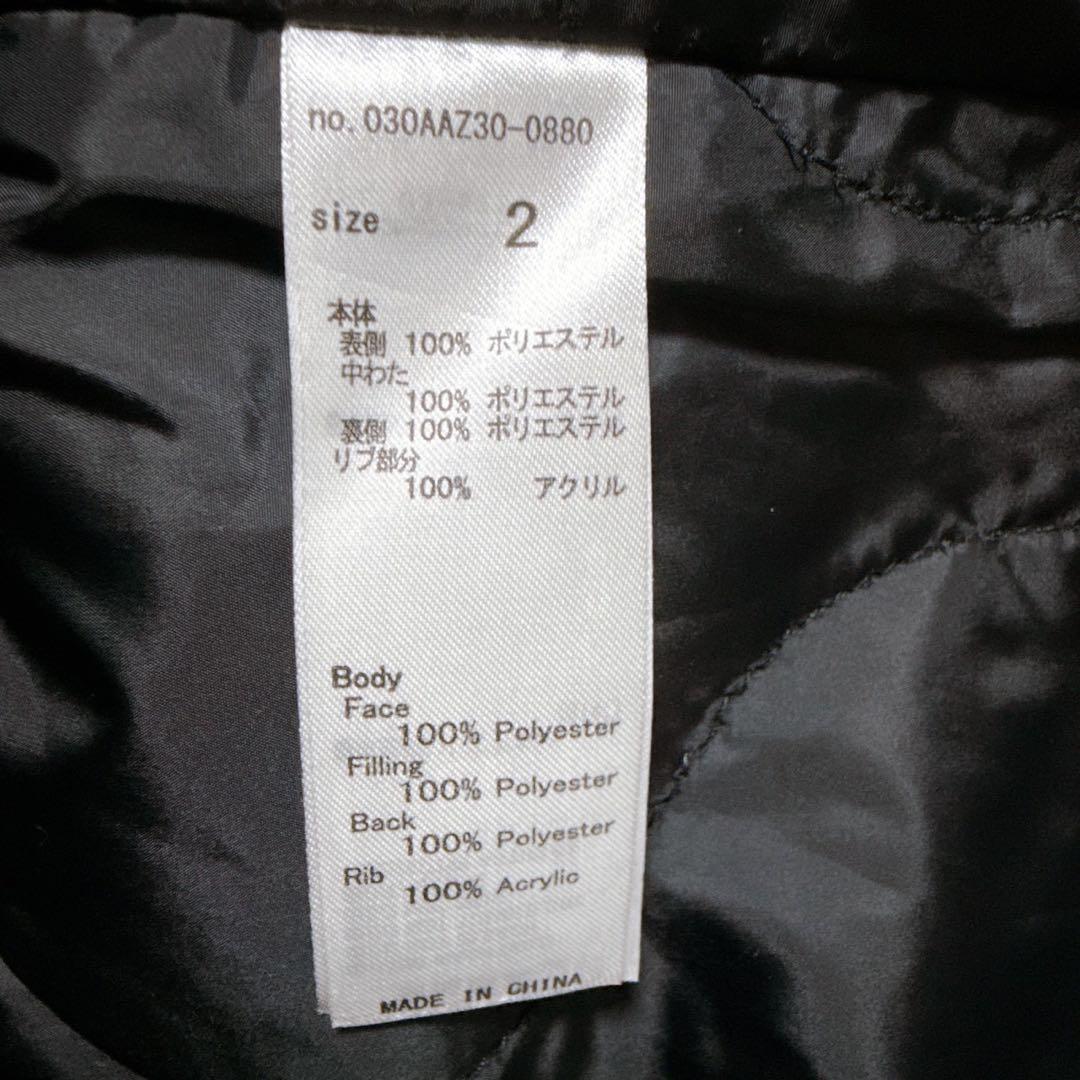 no. 030AAZ30-0880
size 2
本体
表側 100% ポリエステル
中わた
100% ポリエステル
裏側 100% ポリエステル
リブ部分
100% アクリル
Body
Face
100% Polyester
Filling
100% Polyester
Back
100% Polyester
Rib
100% Acrylic
MADE IN CHINA